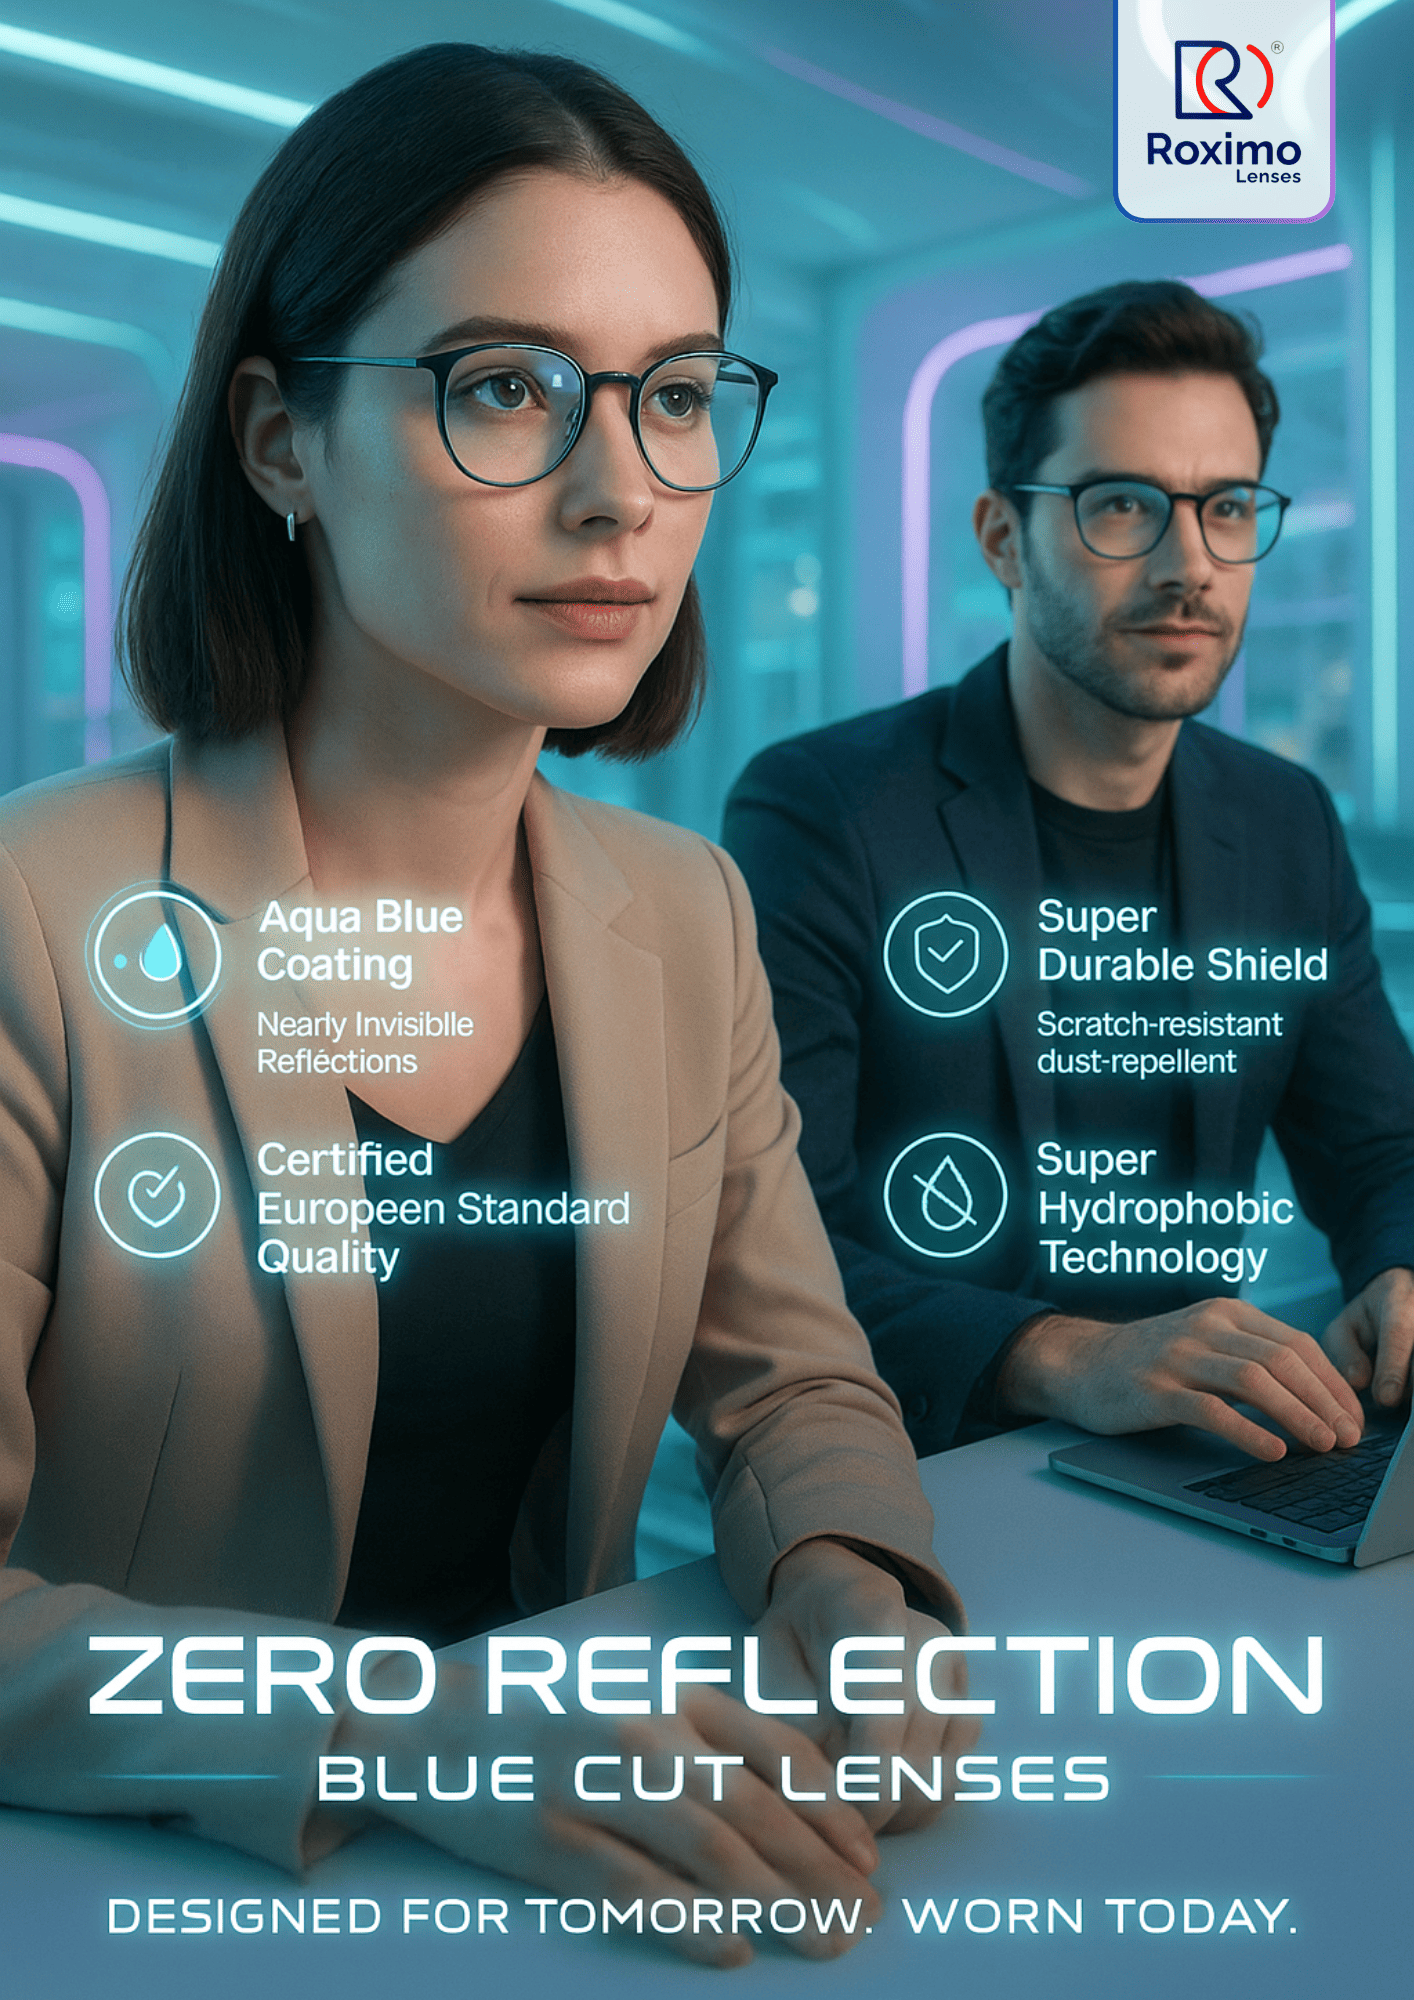 R®
Roximo
Lenses
Aqua Blue
Coating
Nearly Invisiblle
Refléctions
Super
Durable Shield
Scratch-resistant
dust-repellent
Certified
Europeen Standard
Quality
Super
Hydrophobic
Technology
ZERO REFLECTION
BLUE CUT LENSES
DESIGNED FOR TOMORROW. WORN TODAY.